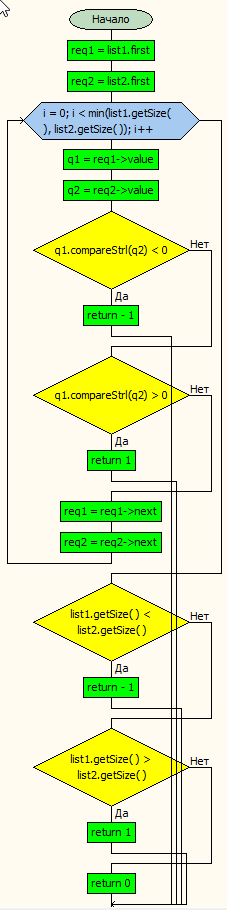 Начало
req1 = list1.first
req2 = list2.first
i = 0; i < min(list1.getSize(
), list2.getSize( )); i++
q1 = req1->value
q2 = req2->value
q1.compareStrl(q2) < 0
Нет
Да
return - 1
q1.compareStrl(q2) > 0
Нет
Да
return 1
req1 = req1->next
req2 = req2->next
list1.getSize( ) <
list2.getSize( )
Нет
Да
return - 1
list1.getSize( ) >
list2.getSize( )
Нет
Да
return 1
return 0